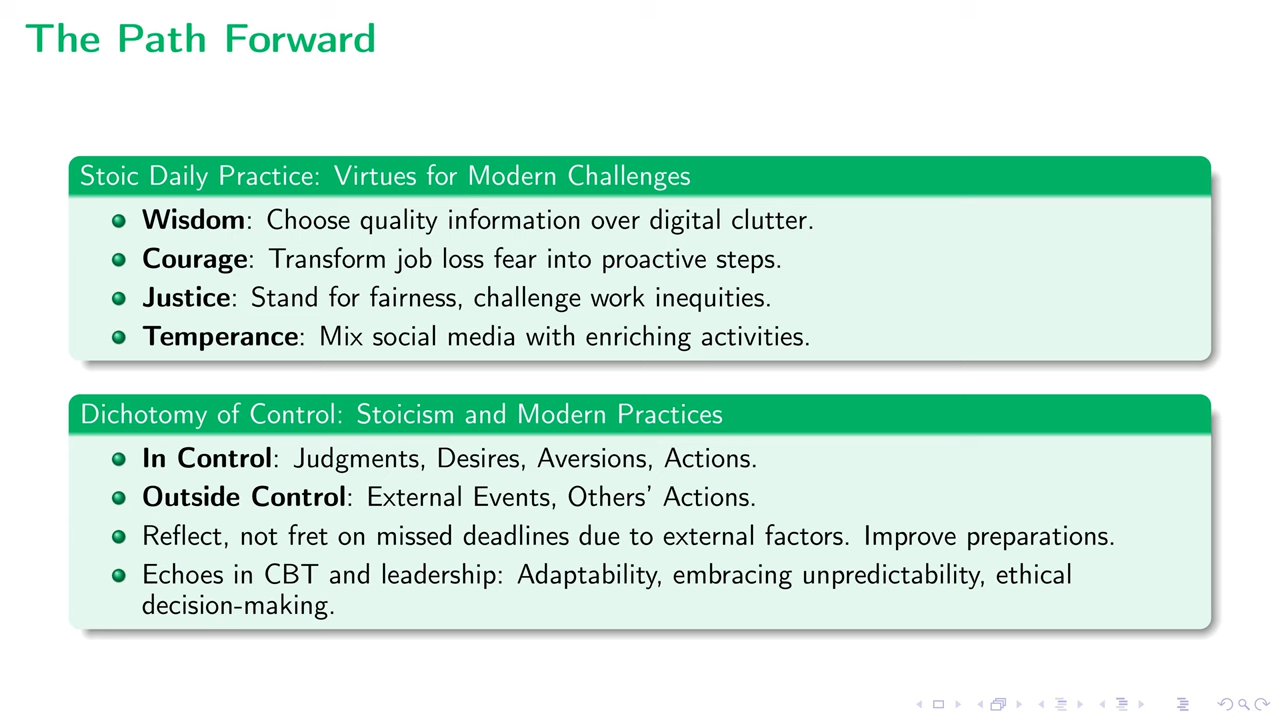 The Path Forward
Stoic Daily Practice: Virtues for Modern Challenges
Wisdom: Choose quality information over digital clutter.
Courage: Transform job loss fear into proactive steps.
Justice: Stand for fairness, challenge work inequities.
Temperance: Mix social media with enriching activities.
Dichotomy of Control: Stoicism and Modern Practices
In Control: Judgments, Desires, Aversions, Actions.
Outside Control: External Events, Others' Actions.
Reflect, not fret on missed deadlines due to external factors. Improve preparations.
Echoes in CBT and leadership: Adaptability, embracing unpredictability, ethical
decision-making.